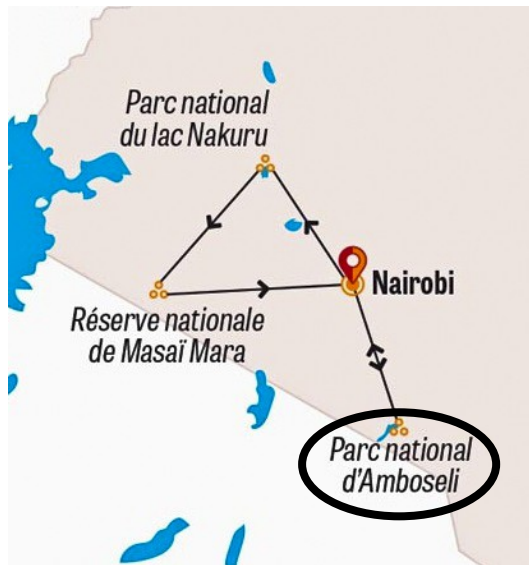 Parc national
du lac Nakuru
Nairobi
Réserve nationale
de Masaï Mara
Parc national
d'Amboseli